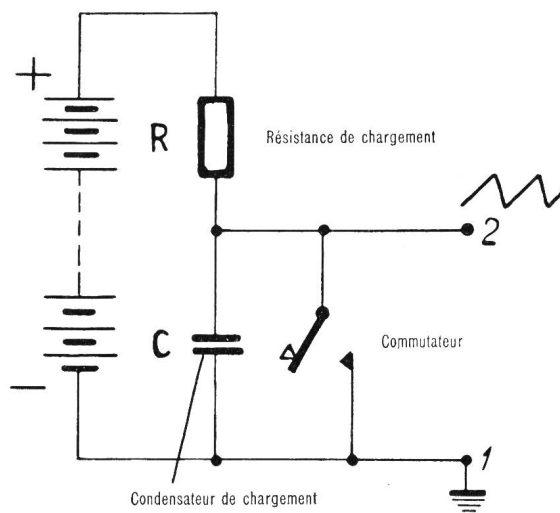 +
R
Résistance de chargement
2
C
Commutateur
−
1
Condensateur de chargement